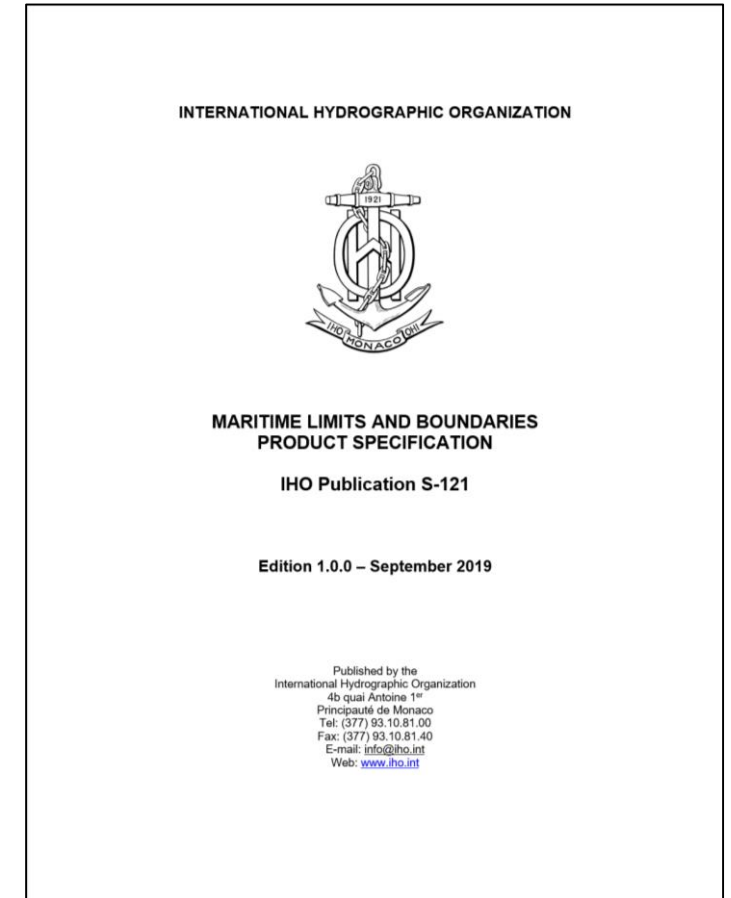 INTERNATIONAL HYDROGRAPHIC ORGANIZATION
1921
IHO MONACO OHI
MARITIME LIMITS AND BOUNDARIES
PRODUCT SPECIFICATION
IHO Publication S-121
Edition 1.0.0 – September 2019
Published by the
International Hydrographic Organization
4b quai Antoine 1er
Principauté de Monaco
Tel: (377) 93.10.81.00
Fax: (377) 93.10.81.40
E-mail: info@iho.int
Web: www.iho.int